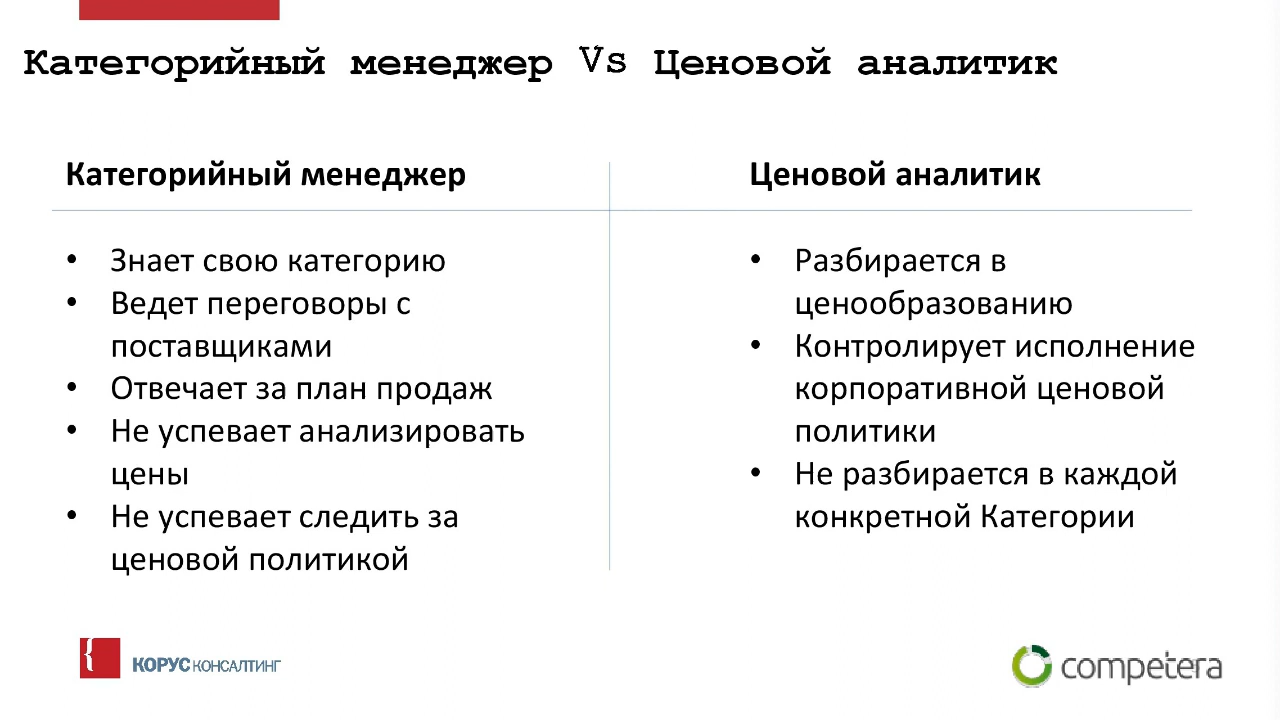 Категорийный менеджер Vs Ценовой аналитик
Категорийный менеджер
• Знает свою категорию
• Ведет переговоры с
поставщиками
• Отвечает за план продаж
• Не успевает анализировать
цены
• Не успевает следить за
ценовой политикой
Ценовой аналитик
• Разбирается в
ценообразованию
• Контролирует исполнение
корпоративной ценовой
политики
• Не разбирается в каждой
конкретной Категории
КОРУС КОНСАЛТИНГ
competera